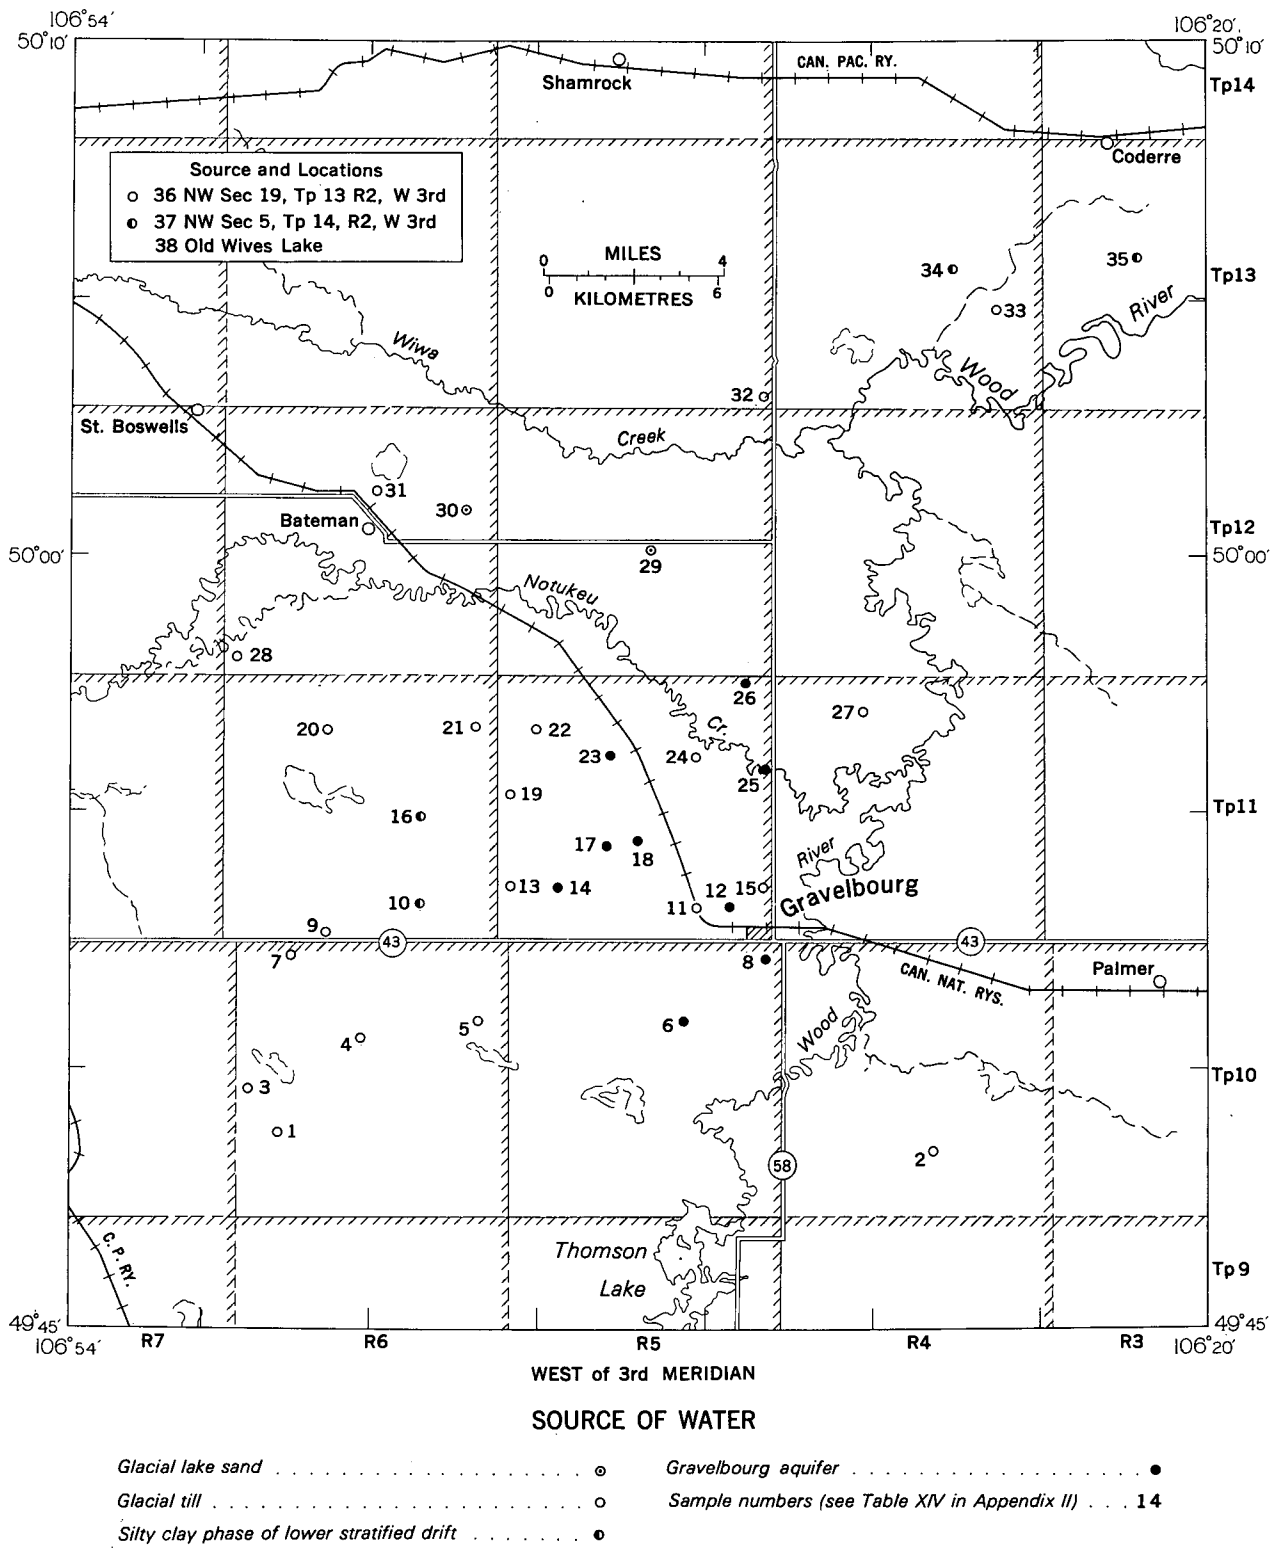 106°54'
106°20'
50°10'
50°10'
CAN. PAC. RY.
Shamrock
Tp14
Coderre
Source and Locations
36 NW Sec 19, Tp 13 R2, W 3rd
37 NW Sec 5, Tp 14, R2, W 3rd
38 Old Wives Lake
0 MILES 4
0 KILOMETRES 6
34
35
Tp13
33
River
Wiwa
Wood
32
St. Boswells
Creek
31
30
Bateman
Tp12
50°00'
50°00'
29
Notukeu
28
26
27
20
21
22
Cr.
23
24
25
19
16
Tp11
17
18
River
13
14
12
15
Gravelbourg
10
11
9
43
43
7
8
CAN. NAT. RYS.
Palmer
5
6
Wood
4
3
Tp10
1
2
58
C. P. RY.
Thomson
Lake
Tp9
49°45'
49°45'
106°54'
R7
R6
R5
R4
R3
106°20'
WEST of 3rd MERIDIAN
SOURCE OF WATER
Glacial lake sand
Gravelbourg aquifer
Glacial till
Sample numbers (see Table XIV in Appendix II) . . . 14
Silty clay phase of lower stratified drift